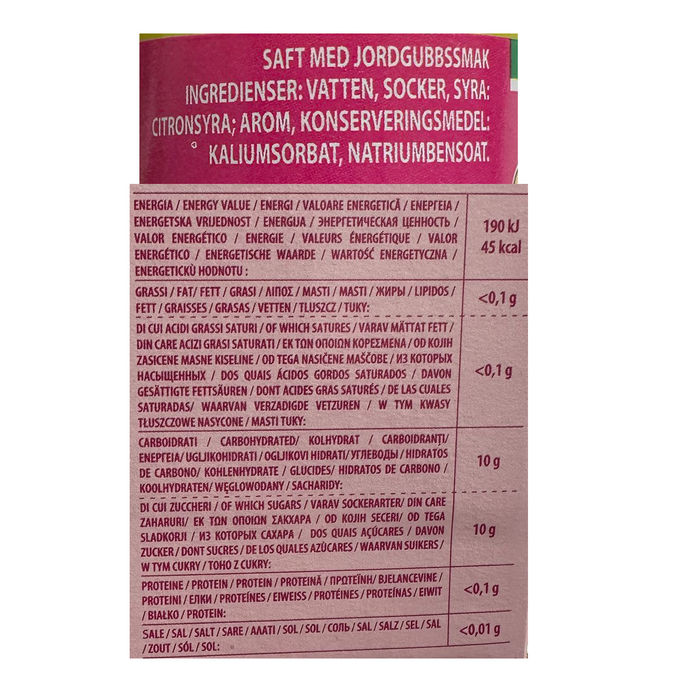 SAFT MED JORDGUBBSSMAK
INGREDIENSER: VATTEN, SOCKER, SYRA:
CITRONSYRA; AROM, KONSERVERINGSMEDEL:
KALIUMSORBAT, NATRIUMBENSOAT.
ENERGIA / ENERGY VALUE / ENERGI / VALOARE ENERGETICĂ / ΕΝΕΡΓΕΙΑ /
ENERGETSKA VRIJEDNOST / ENERGIJA / ЭНЕРГЕТИЧЕСКАЯ ЦЕННОСТЬ /
VALOR ENERGÉTICO / ENERGIE / VALEURS ÉNERGÉTIQUE / VALOR
ENERGÉTICO / ENERGETISCHE WAARDE / WARTOŚĆ ENERGETYCZNA /
ENERGETICKÙ HODNOTU :
190 kJ
45 kcal
GRASSI / FAT/ FETT / GRASI / ΛΙΠΟΣ / MASTI / MASTI / ЖИРЫ / LIPIDOS /
FETT / GRAISSES / GRASAS / VETTEN / TŁUSZCZ / TUKY:
<0,1 g
DI CUI ACIDI GRASSI SATURI / OF WHICH SATURES / VARAV MÄTTAT FETT /
DIN CARE ACIZI GRASI SATURATI / ΕΚ ΤΩΝ ΟΠΟΙΩΝ ΚΟΡΕΣΜΕΝΑ / OD KOJIH
ZASICENE MASNE KISELINE / OD TEGA NASIČENE MAŠČOBE / ИЗ КОТОРЫХ
НАСЫЩЕННЫХ / DOS QUAIS ÁCIDOS GORDOS SATURADOS / DAVON
GESÄTTIGTE FETTSÄUREN / DONT ACIDES GRAS SATURÉS / DE LAS CUALES
SATURADAS/ WAARVAN VERZADIGDE VETZUREN / W TYM KWASY
TŁUSZCZOWE NASYCONE / MASTI TUKY:
<0,1 g
CARBOIDRATI / CARBOHYDRATED/ KOLHYDRAT / CARBOIDRANȚI/
ΕΝΕΡΓΕΙΑ/ UGLJIKOHIDRATI / OGLJIKOVI HIDRATI/УГЛЕВОДЫ / HIDRATOS
DE CARBONO/ KOHLENHYDRATE / GLUCIDES/ HIDRATOS DE CARBONO /
KOOLHYDRATEN/ WĘGLOWODANY / SACHARIDY:
10 g
DI CUI ZUCCHERI / OF WHICH SUGARS / VARAV SOCKERARTER/ DIN CARE
ZAHARURI/ ΕΚ ΤΩΝ ΟΠΟΙΩΝ ΣΑΚΧΑΡΑ / OD KOJIH SECERI/ OD TEGA
SLADKORJI / ИЗ КОТОРЫХ САХАРА / DOS QUAIS AÇÚCARES / DAVON
ZUCKER / DONT SUCRES / DE LOS QUALES AZÙCARES / WAARVAN SUIKERS /
W TYM CUKRY / TOHO Z CUKRY:
10 g
PROTEINE / PROTEIN / PROTEIN / PROTEINĂ / ΠΡΩΤΕΪΝΗ/ BJELANCEVINE /
PROTEINI / ЕЛКИ / PROTEÍNES / EIWEISS / PROTÉINES / PROTEÍNAS / EIWIT
/ BIAŁKO / PROTEIN:
<0,1 g
SALE / SAL / SALT / SARE / ΑΛΑΤΙ / SOL / SOL / СОЛЬ / SAL / SALZ / SEL / SAL
/ ZOUT / SÓL / SOL:
<0,01 g